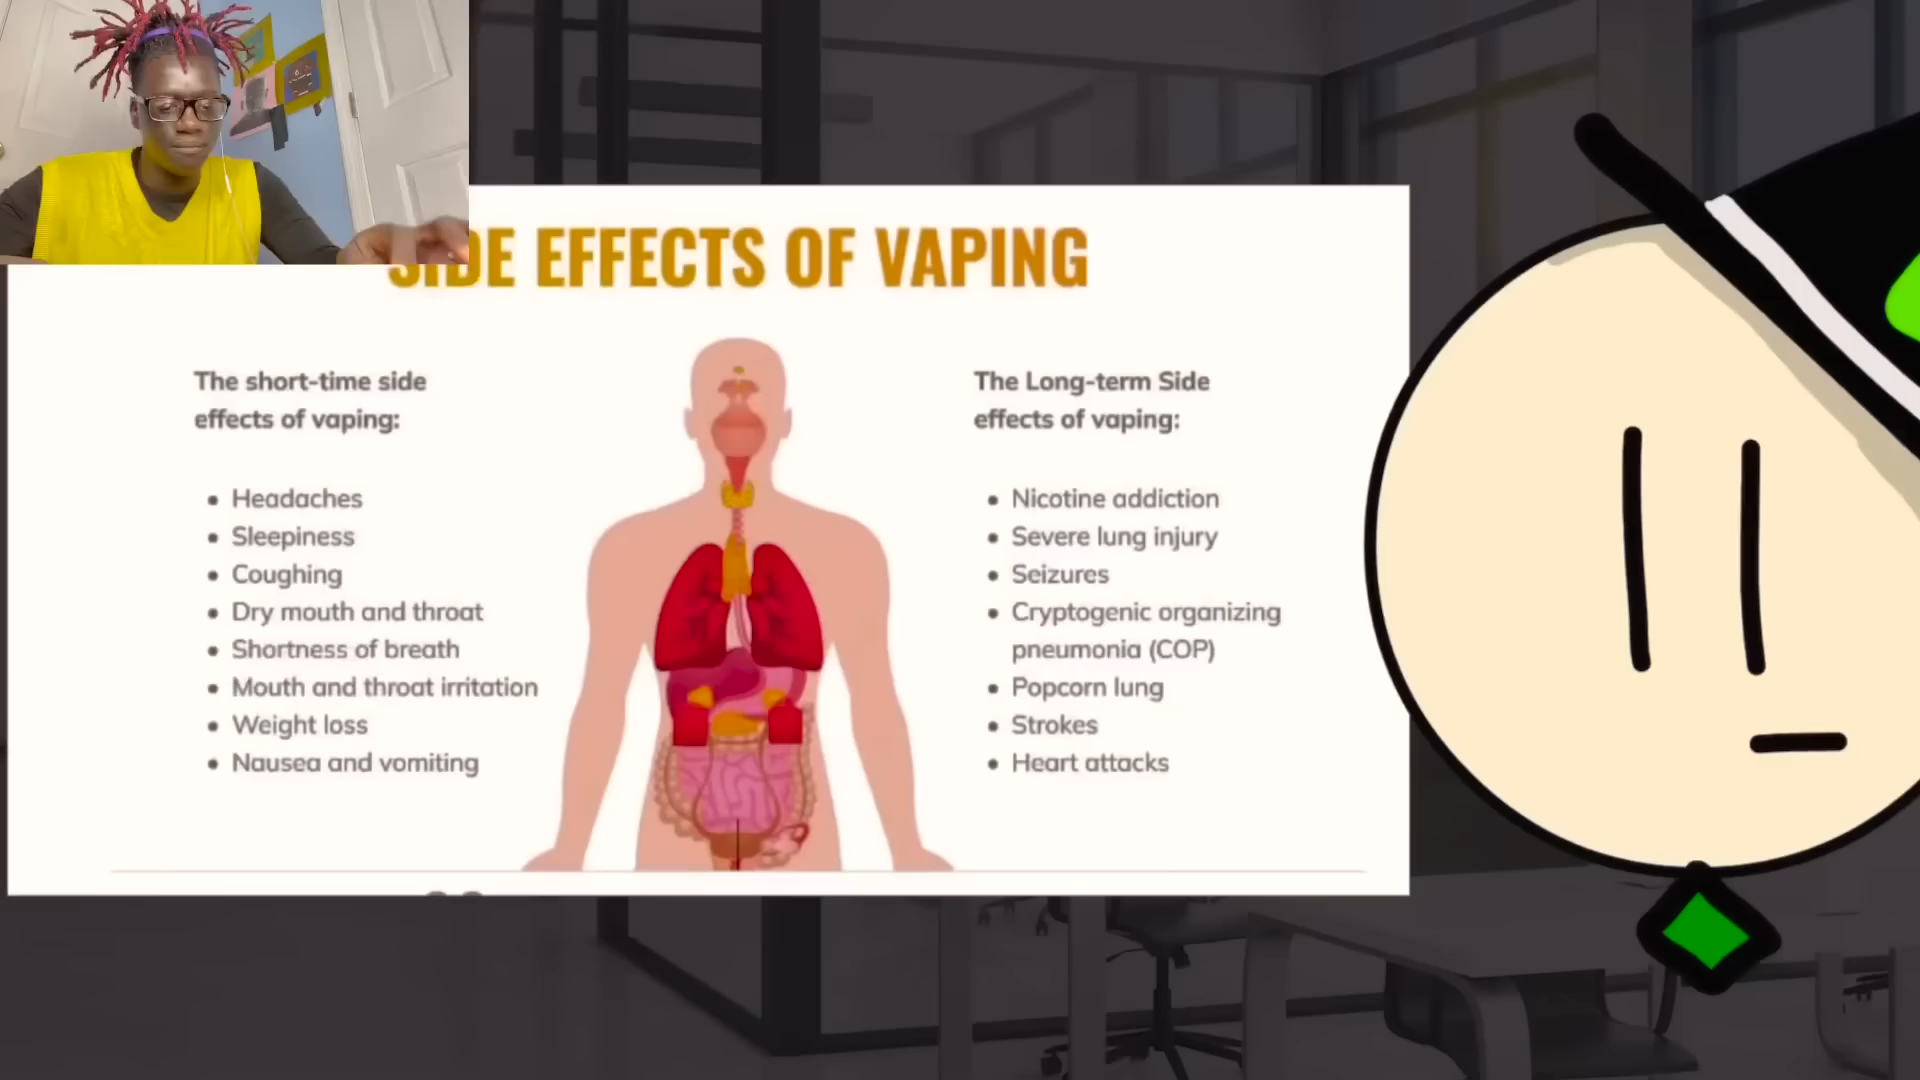 SIDE EFFECTS OF VAPING
The short-time side
effects of vaping:
Headaches
Sleepiness
Coughing
Dry mouth and throat
Shortness of breath
Mouth and throat irritation
Weight loss
Nausea and vomiting
The Long-term Side
effects of vaping:
Nicotine addiction
Severe lung injury
Seizures
Cryptogenic organizing
pneumonia (COP)
Popcorn lung
Strokes
Heart attacks